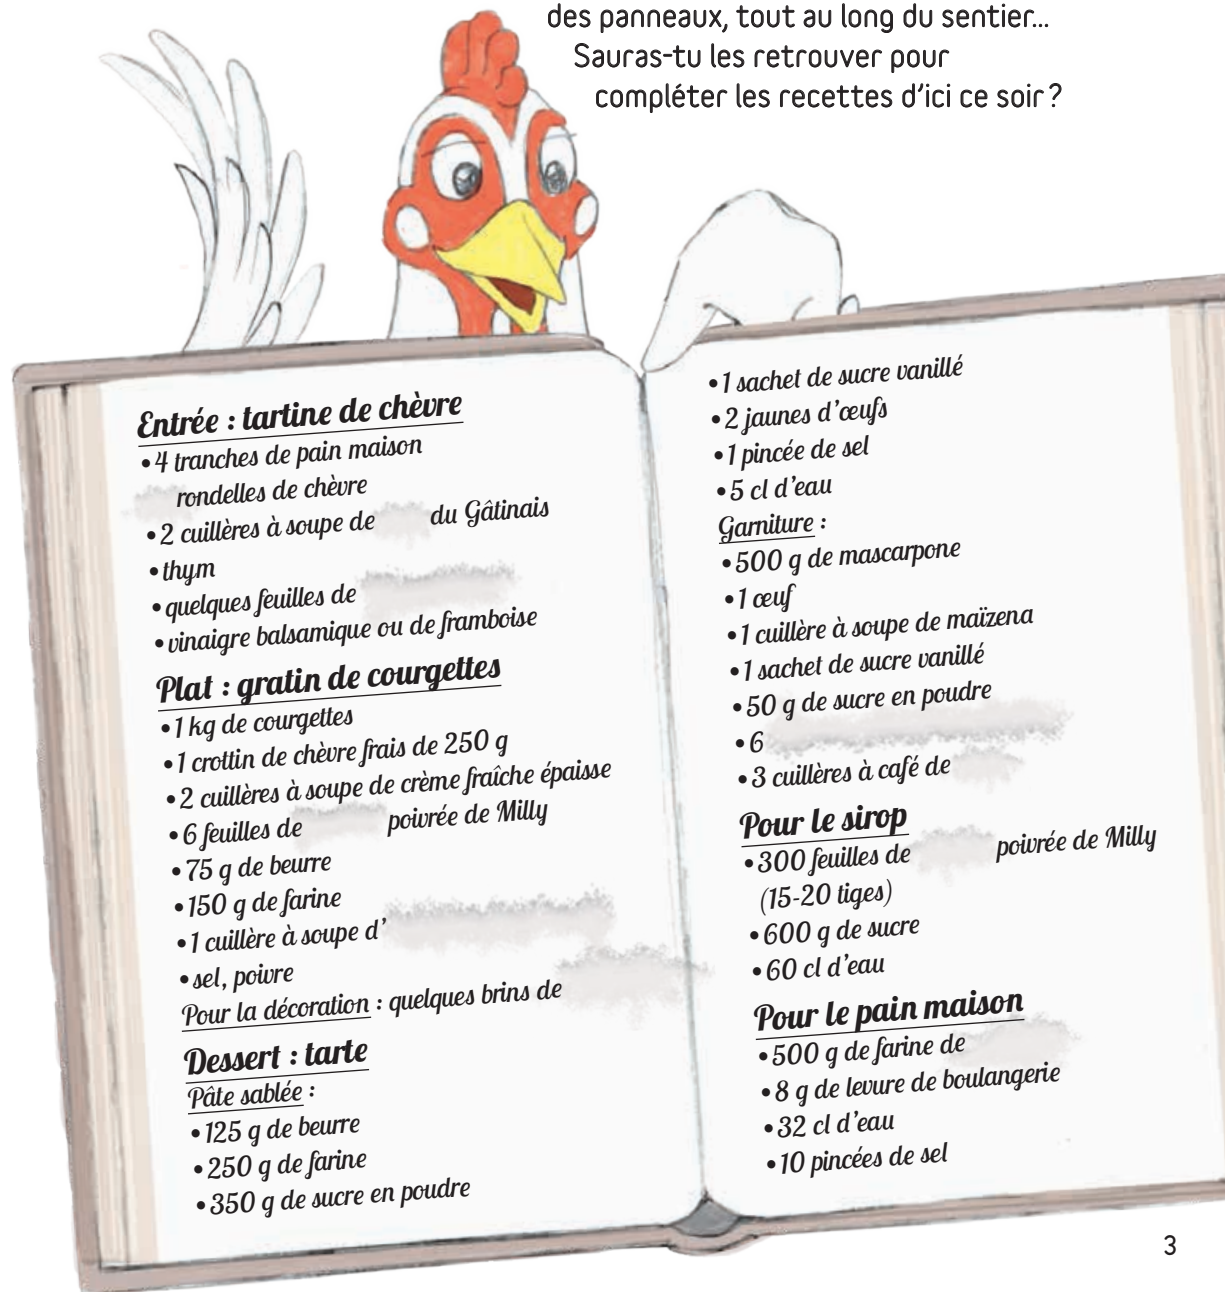 des panneaux, tout au long du sentier...
Sauras-tu les retrouver pour
compléter les recettes d'ici ce soir ?
Entrée : tartine de chèvre
•4 tranches de pain maison
rondelles de chèvre
•2 cuillères à soupe de du Gâtinais
•thym
•quelques feuilles de
•vinaigre balsamique ou de framboise
Plat : gratin de courgettes
•1 kg de courgettes
•1 crottin de chèvre frais de 250 g
•2 cuillères à soupe de crème fraîche épaisse
•6 feuilles de poivrée de Milly
•75 g de beurre
•150 g de farine
•1 cuillère à soupe d'
•sel, poivre
Pour la décoration : quelques brins de
Dessert : tarte
Pâte sablée :
•125 g de beurre
•250 g de farine
•350 g de sucre en poudre
•1 sachet de sucre vanillé
•2 jaunes d'œufs
•1 pincée de sel
•5 cl d'eau
Garniture :
•500 g de mascarpone
•1 œuf
•1 cuillère à soupe de maïzena
•1 sachet de sucre vanillé
•50 g de sucre en poudre
•6
•3 cuillères à café de
Pour le sirop
•300 feuilles de poivrée de Milly
(15-20 tiges)
•600 g de sucre
•60 cl d'eau
Pour le pain maison
•500 g de farine de
•8 g de levure de boulangerie
•32 cl d'eau
•10 pincées de sel
3